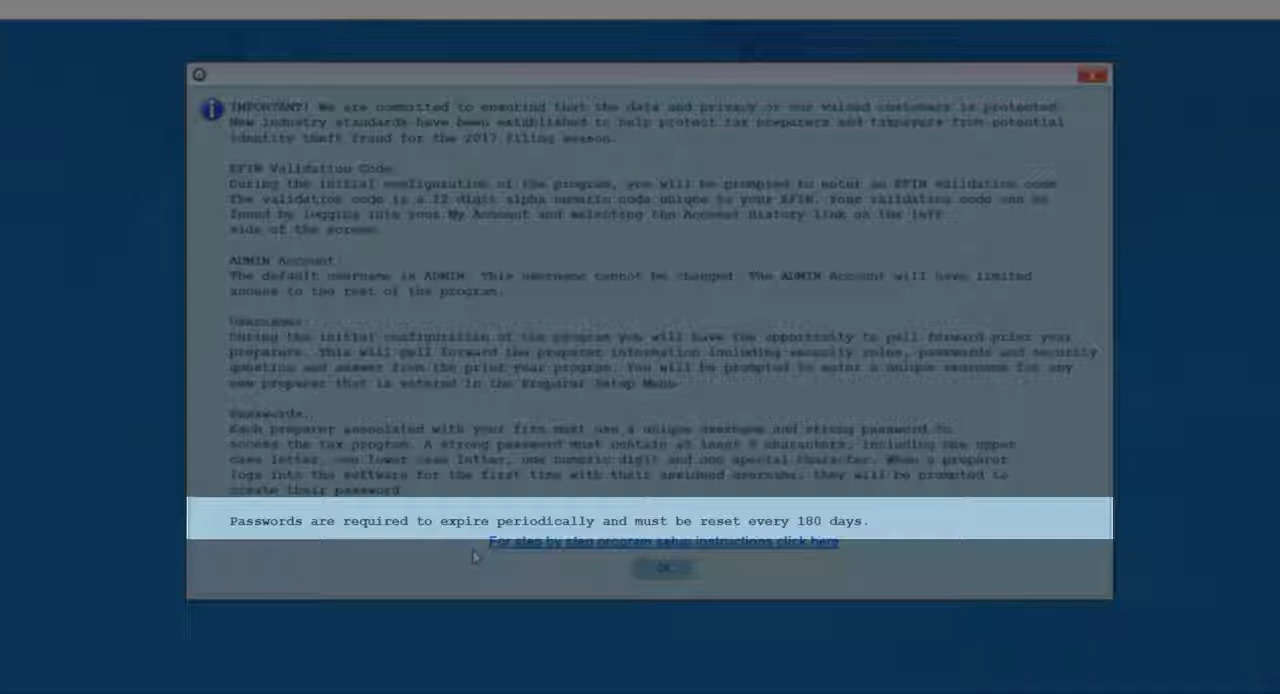 IMPORTANT! We are committed to ensuring that the data and privacy of our valued customers is protected.
New industry standards have been established to help protect tax preparers and taxpayers from potential
identity theft fraud for the 2017 filing season.
EFIN Validation Code:
During the initial configuration of the program, you will be prompted to enter an EFIN validation code.
The validation code is a 12 digit alpha numeric code unique to your EFIN. Your validation code can be
found by logging into your My Account and selecting the Account History link on the left
side of the screen.
ADMIN Account:
The default username is ADMIN. This username cannot be changed. The ADMIN Account will have limited
access to the rest of the program.
Usernames:
During the initial configuration of the program you will have the opportunity to pull forward prior year
preparers. This will pull forward the preparer information including security roles, passwords and security
question and answer from the prior year program. You will be prompted to enter a unique username for any
new preparer that is entered in the Preparer Setup Menu.
Passwords:
Each preparer associated with your firm must use a unique username and strong password to
access the tax program. A strong password must contain at least characters, including one upper
case letter, one lower case letter, one numeric digit and one special character. When a preparer
logs into the software for the first time with their assigned username, they will be prompted to
create their password.
Passwords are required to expire periodically and must be reset every 180 days.
For step by step program setup instructions click here
OK